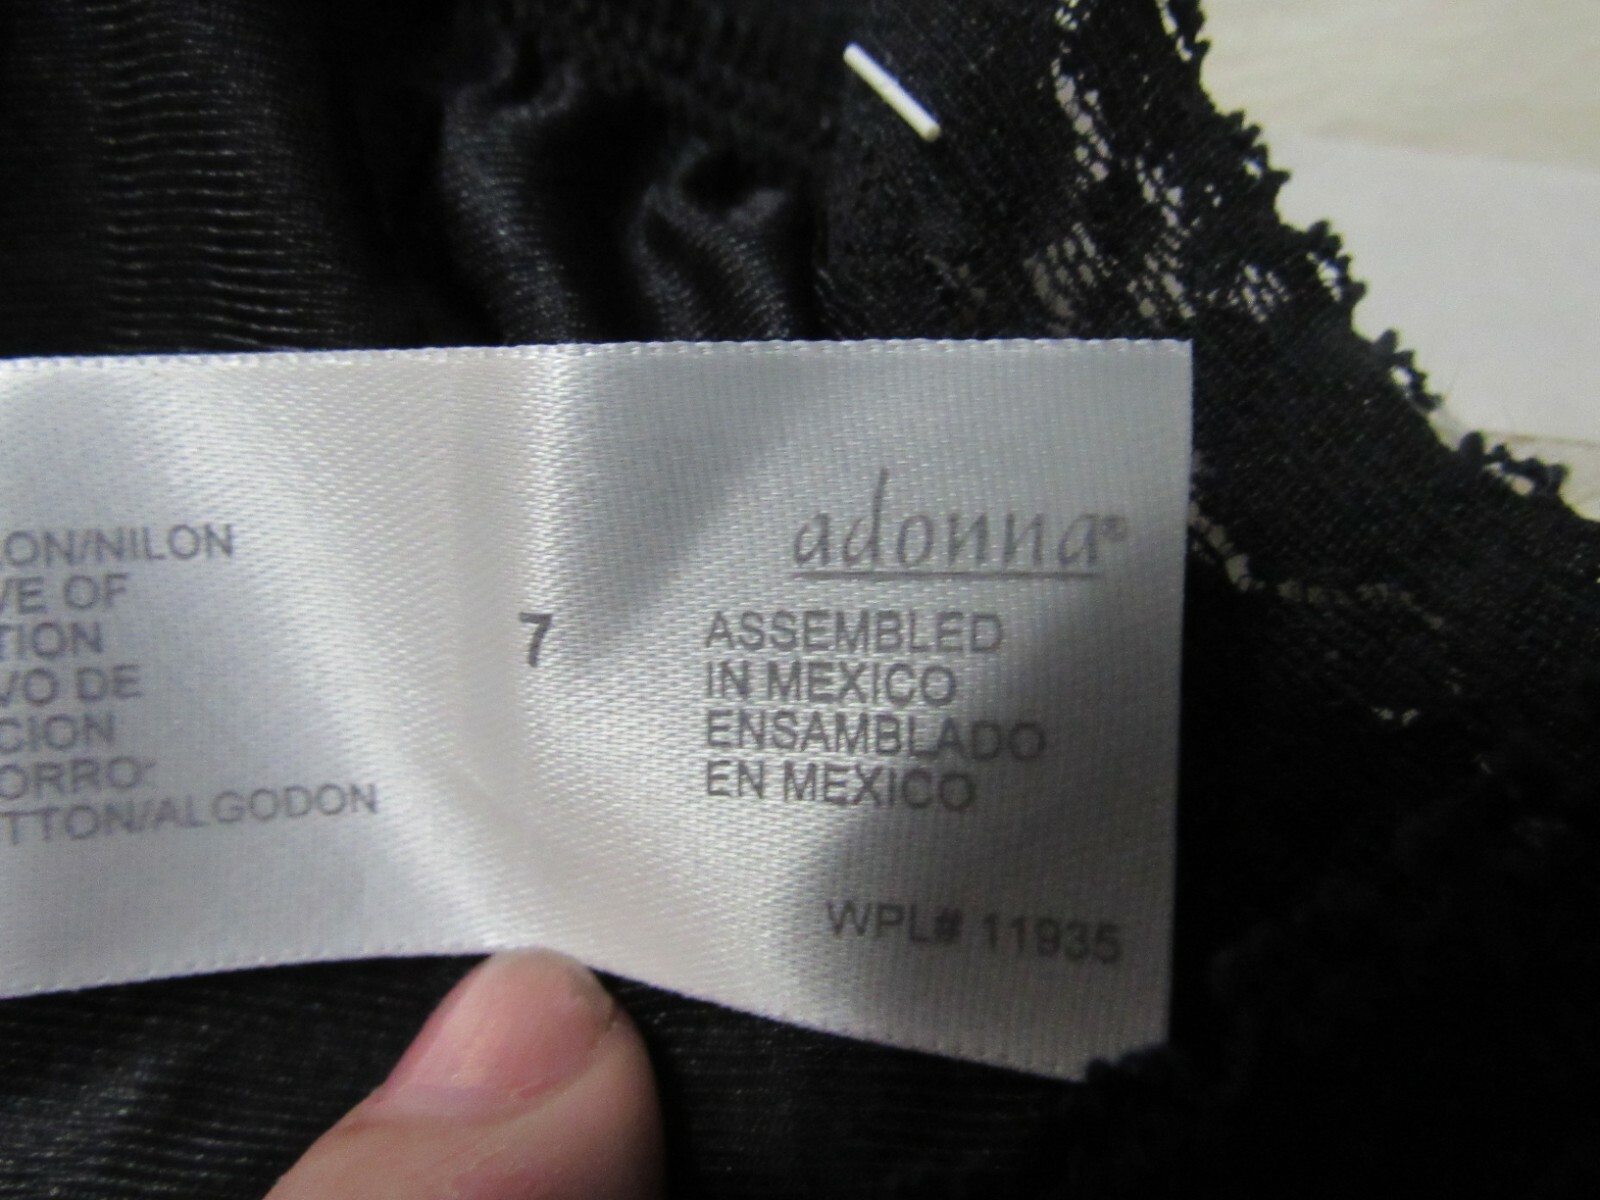 LON/NILON
VE OF
TION
VO DE
CION
ORRO:
TTON/ALGODON
7
adonna®
ASSEMBLED
IN MEXICO
ENSAMBLADO
EN MEXICO
WPL# 11935